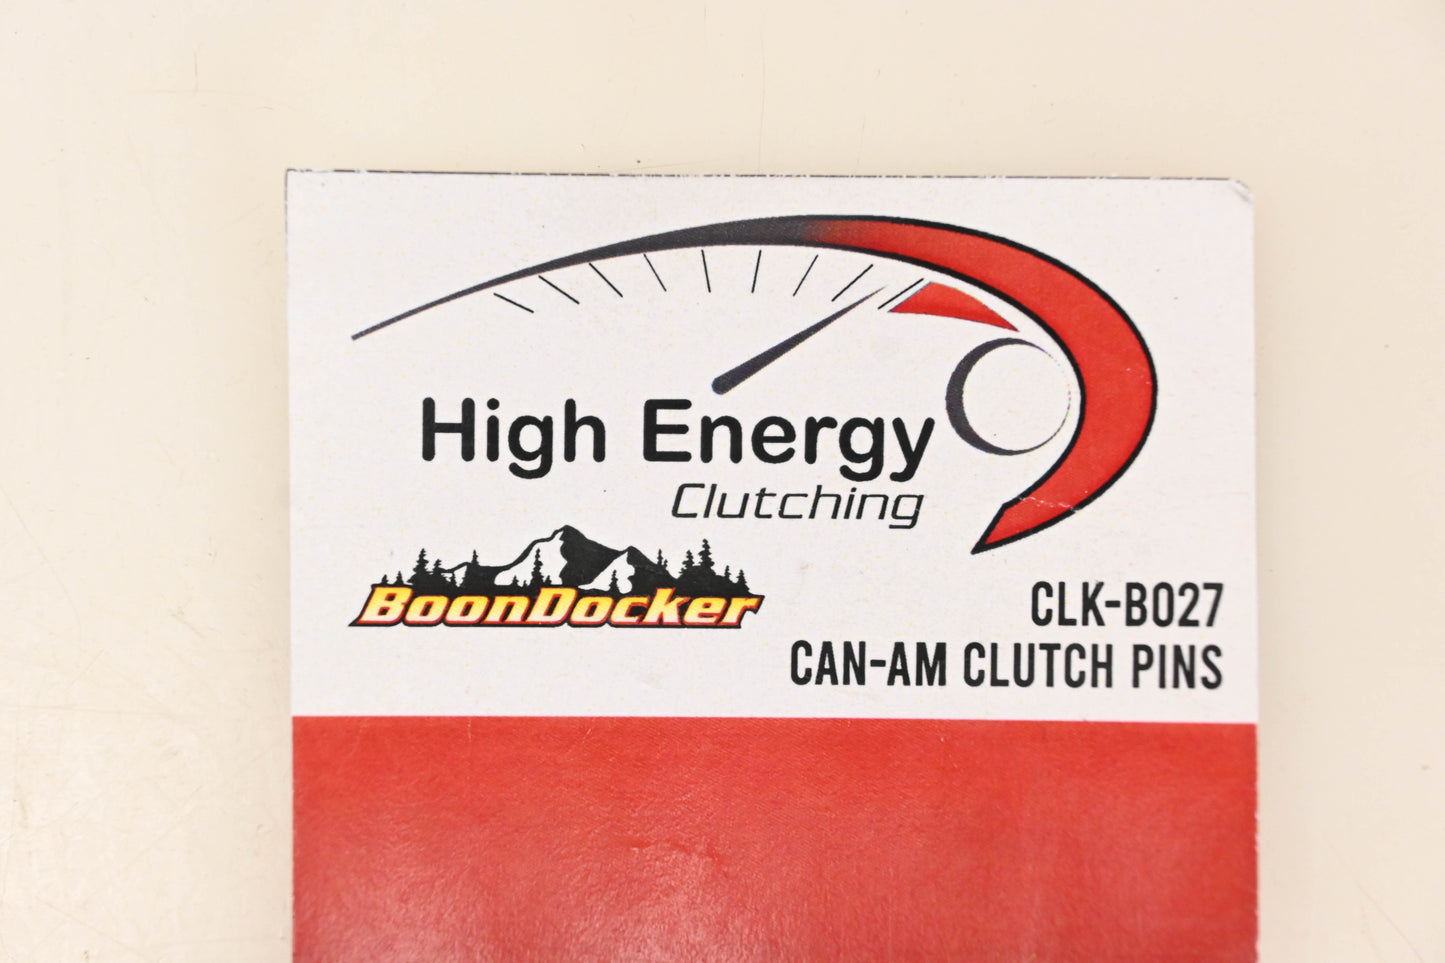 High Energy
Clutching
BoonDocker
CLK-B027
CAN-AM CLUTCH PINS